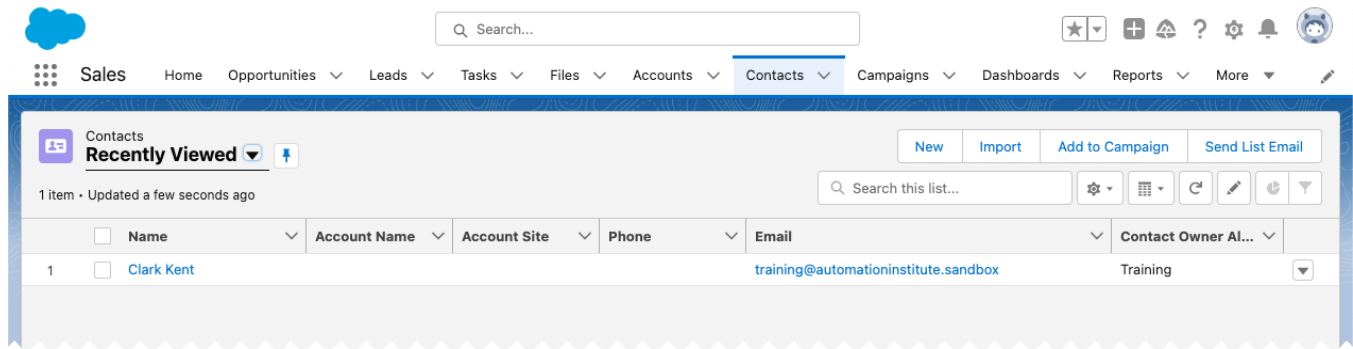 Search...
Sales Home Opportunities Leads Tasks Files Accounts Contacts Campaigns Dashboards Reports More
Contacts
Recently Viewed
New Import Add to Campaign Send List Email
1 item • Updated a few seconds ago
Search this list...
Name Account Name Account Site Phone Email Contact Owner Al...
1 Clark Kent training@automationinstitute.sandbox Training